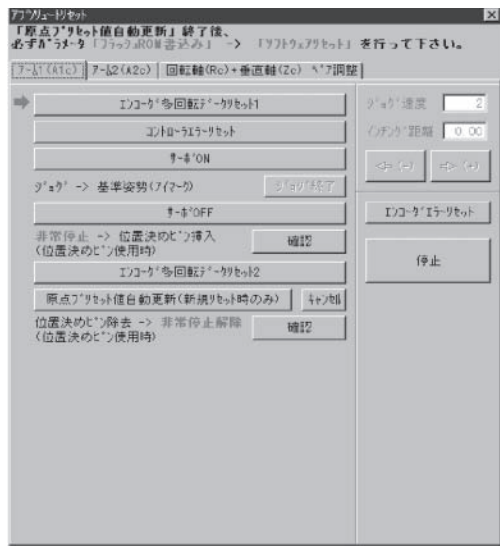 アブソリュートリセット
「原点プリセット値自動更新」終了後、
必ずパラメータ「フラッシュROM書込み」 -> 「ソフトウェアリセット」 を行って下さい。
アーム1(A1c) アーム2(A2c) 回転軸(Rc)+垂直軸(Zc) ペア調整
エンコーダ多回転データリセット1
コントローラエラーリセット
サーボON
ジョグ -> 基準姿勢(アイマーク) ジョグ終了
サーボOFF
非常停止 -> 位置決めピン挿入
(位置決めピン使用時) 確認
エンコーダ多回転データリセット2
原点プリセット値自動更新(新規リセット時のみ) キャンセル
位置決めピン除去 -> 非常停止解除
(位置決めピン使用時) 確認
ジョグ速度 2
インチング距離 0.00
<=(-) =>(+)
エンコーダエラーリセット
停止